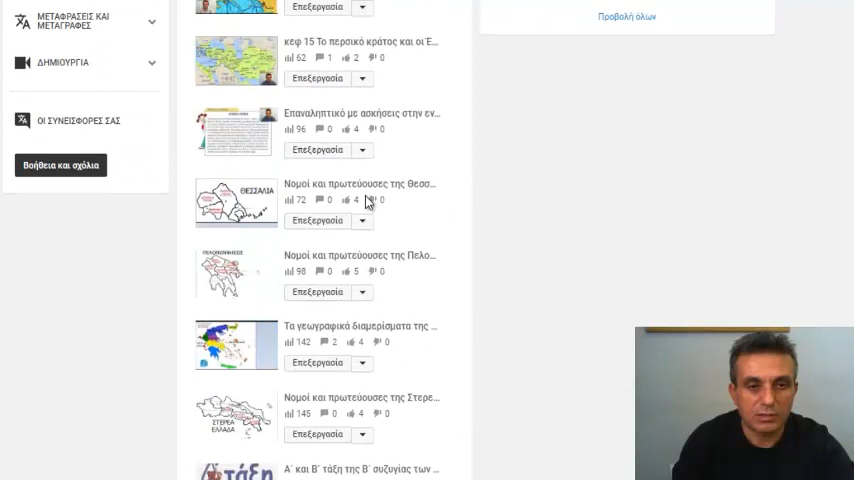 ΜΕΤΑΦΡΑΣΕΙΣ ΚΑΙ
ΜΕΤΑΓΡΑΦΕΣ
ΔΗΜΙΟΥΡΓΙΑ
ΟΙ ΣΥΝΕΙΣΦΟΡΕΣ ΣΑΣ
Βοήθεια και σχόλια
Επεξεργασία
κεφ 15 Το περσικό κράτος και οι Έ...
62 1 2 0
Επεξεργασία
Επαναληπτικό με ασκήσεις στην εν...
96 0 4 0
Επεξεργασία
ΘΕΣΣΑΛΙΑ
Νομοί και πρωτεύουσες της Θεσσ...
72 0 4 0
Επεξεργασία
ΠΕΛΟΠΟΝΝΗΣΟΣ
Νομοί και πρωτεύουσες της Πελο...
98 0 5 0
Επεξεργασία
Τα γεωγραφικά διαμερίσματα της ...
142 2 4 0
Επεξεργασία
ΣΤΕΡΕΑ
ΕΛΛΑΔΑ
Νομοί και πρωτεύουσες της Στερε...
145 0 4 0
Επεξεργασία
τάξη
Α΄ και Β΄ τάξη της Β΄ συζυγίας των ...
Προβολή όλων